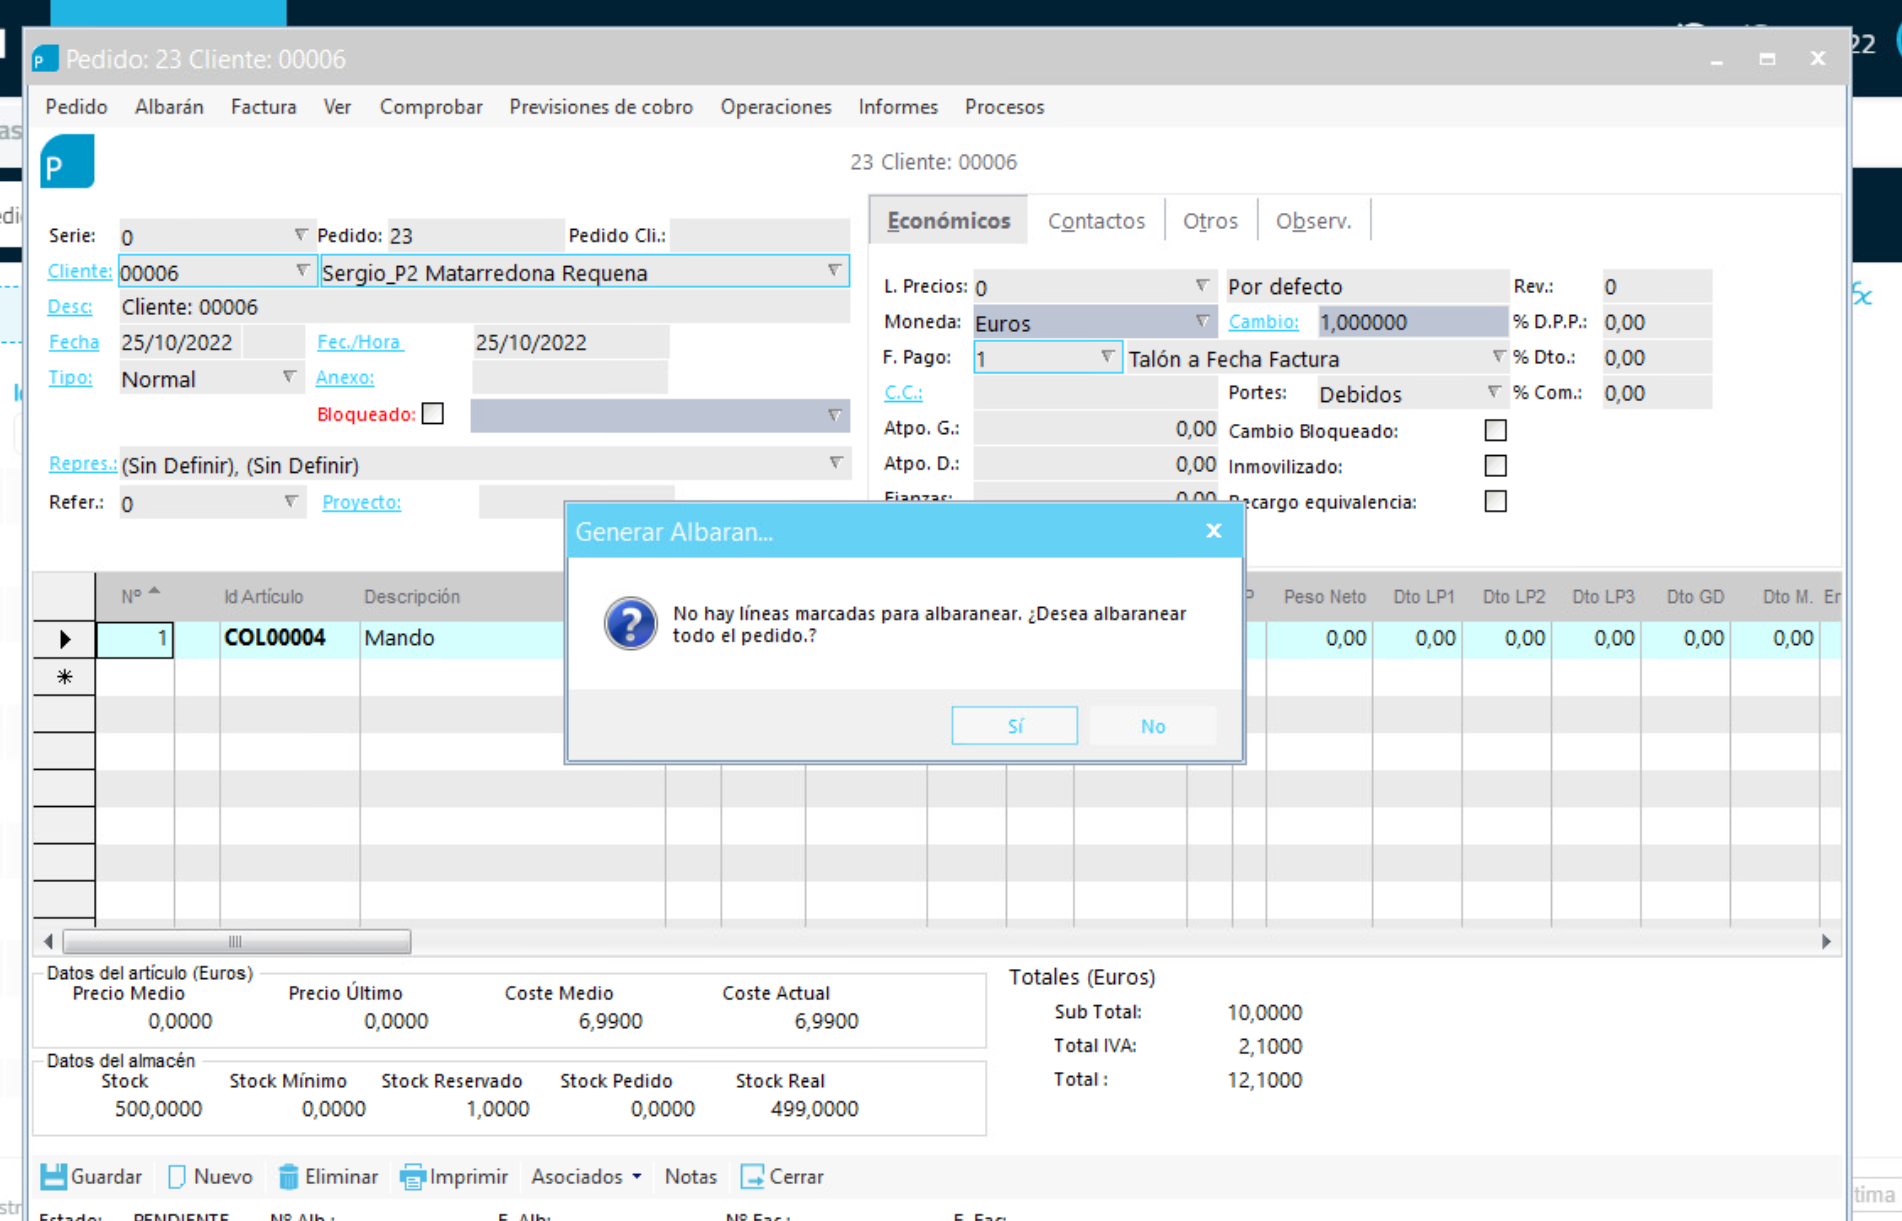 22
Pedido: 23 Cliente: 00006
Pedido Albarán Factura Ver Comprobar Previsiones de cobro Operaciones Informes Procesos
P
23 Cliente: 00006
Serie: 0 Pedido: 23 Pedido Cli.:
Cliente: 00006 Sergio_P2 Matarredona Requena
Desc: Cliente: 00006
Fecha 25/10/2022 Fec./Hora 25/10/2022
Tipo: Normal Anexo:
Bloqueado:
Repres.: (Sin Definir), (Sin Definir)
Refer.: 0 Proyecto:
Económicos Contactos Otros Observ.
L. Precios: 0 Por defecto Rev.: 0
Moneda: Euros Cambio: 1,000000 % D.P.P.: 0,00
F. Pago: 1 Talón a Fecha Factura % Dto.: 0,00
C.C.: Portes: Debidos % Com.: 0,00
Atpo. G.: 0,00 Cambio Bloqueado:
Atpo. D.: 0,00 Inmovilizado:
Fianzas: 0,00 Recargo equivalencia:
Generar Albaran...
No hay líneas marcadas para albaranear. ¿Desea albaranear
todo el pedido.?
Sí No
Nº Id Artículo Descripción Peso Neto Dto LP1 Dto LP2 Dto LP3 Dto GD Dto M. Er
1 COL00004 Mando 0,00 0,00 0,00 0,00 0,00 0,00
Datos del artículo (Euros)
Precio Medio Precio Último Coste Medio Coste Actual
0,0000 0,0000 6,9900 6,9900
Datos del almacén
Stock Stock Mínimo Stock Reservado Stock Pedido Stock Real
500,0000 0,0000 1,0000 0,0000 499,0000
Totales (Euros)
Sub Total: 10,0000
Total IVA: 2,1000
Total : 12,1000
Guardar Nuevo Eliminar Imprimir Asociados Notas Cerrar
Estado: PENDIENTE Nº Alb.: F. Alb: Nº Fac.: F. Fac: